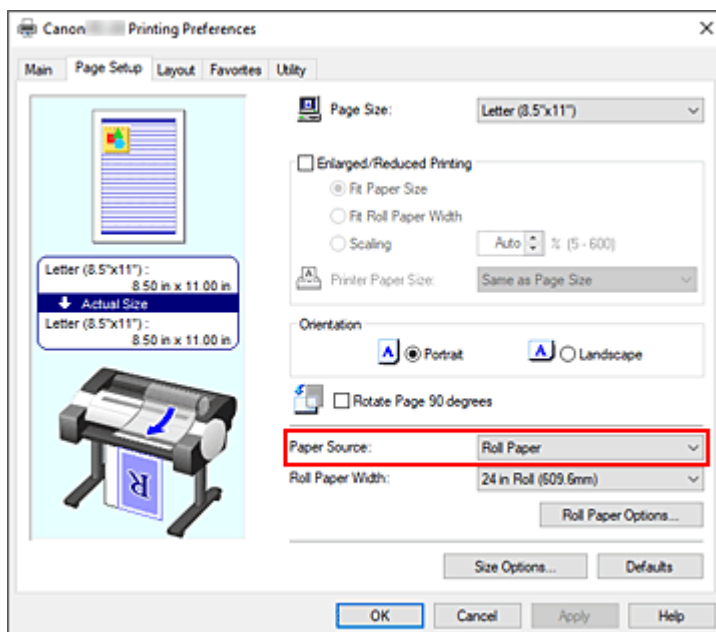 Canon Printing Preferences
Main Page Setup Layout Favorites Utility
Page Size: Letter (8.5"x11")
Enlarged/Reduced Printing
Fit Paper Size
Fit Roll Paper Width
Scaling Auto % (5 - 600)
Printer Paper Size: Same as Page Size
Letter (8.5"x11") :
8.50 in x 11.00 in
Actual Size
Letter (8.5"x11") :
8.50 in x 11.00 in
Orientation
A Portrait A Landscape
Rotate Page 90 degrees
Paper Source: Roll Paper
Roll Paper Width: 24 in Roll (609.6mm)
Roll Paper Options...
R
Size Options... Defaults
OK Cancel Apply Help